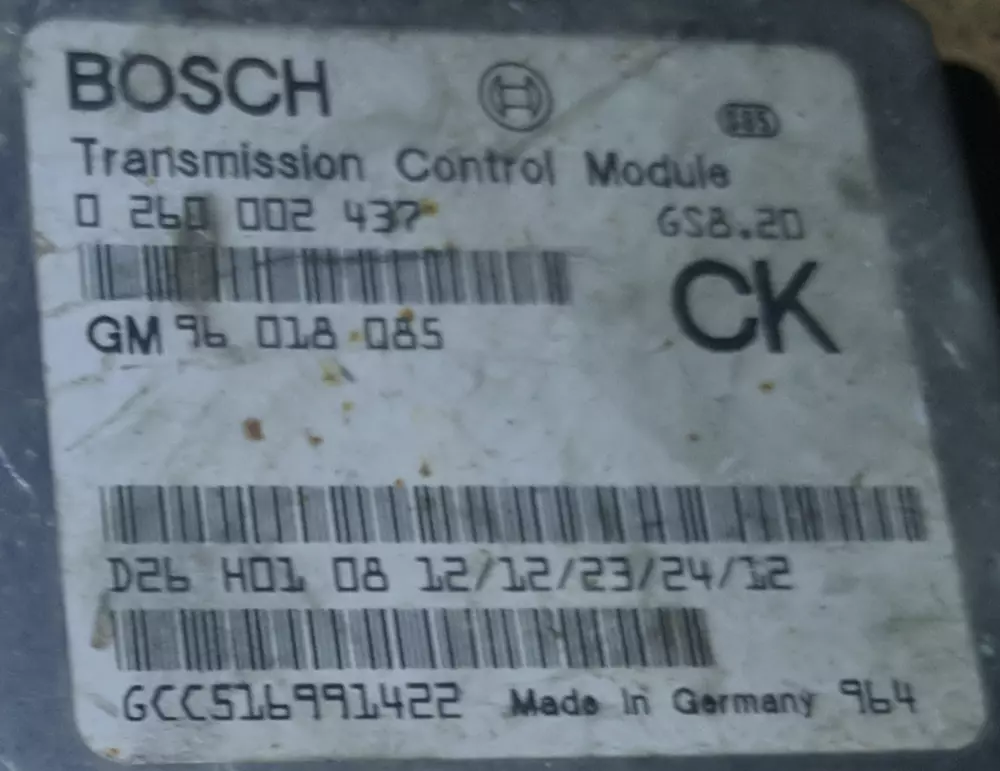 BOSCH
Transmission Control Module
0 260 002 437 GS8.20
CK
GM 96 018 085
D26 H01 08 12/12/23/24/12
GCC516991422 Made In Germany 964